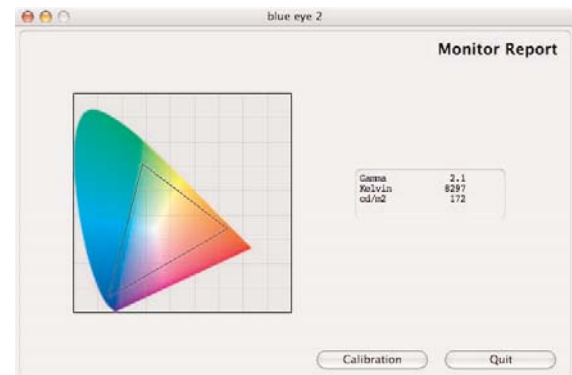 blue eye 2
Monitor Report
Gamma 2.1
Kelvin 8297
cd/m2 172
Calibration Quit